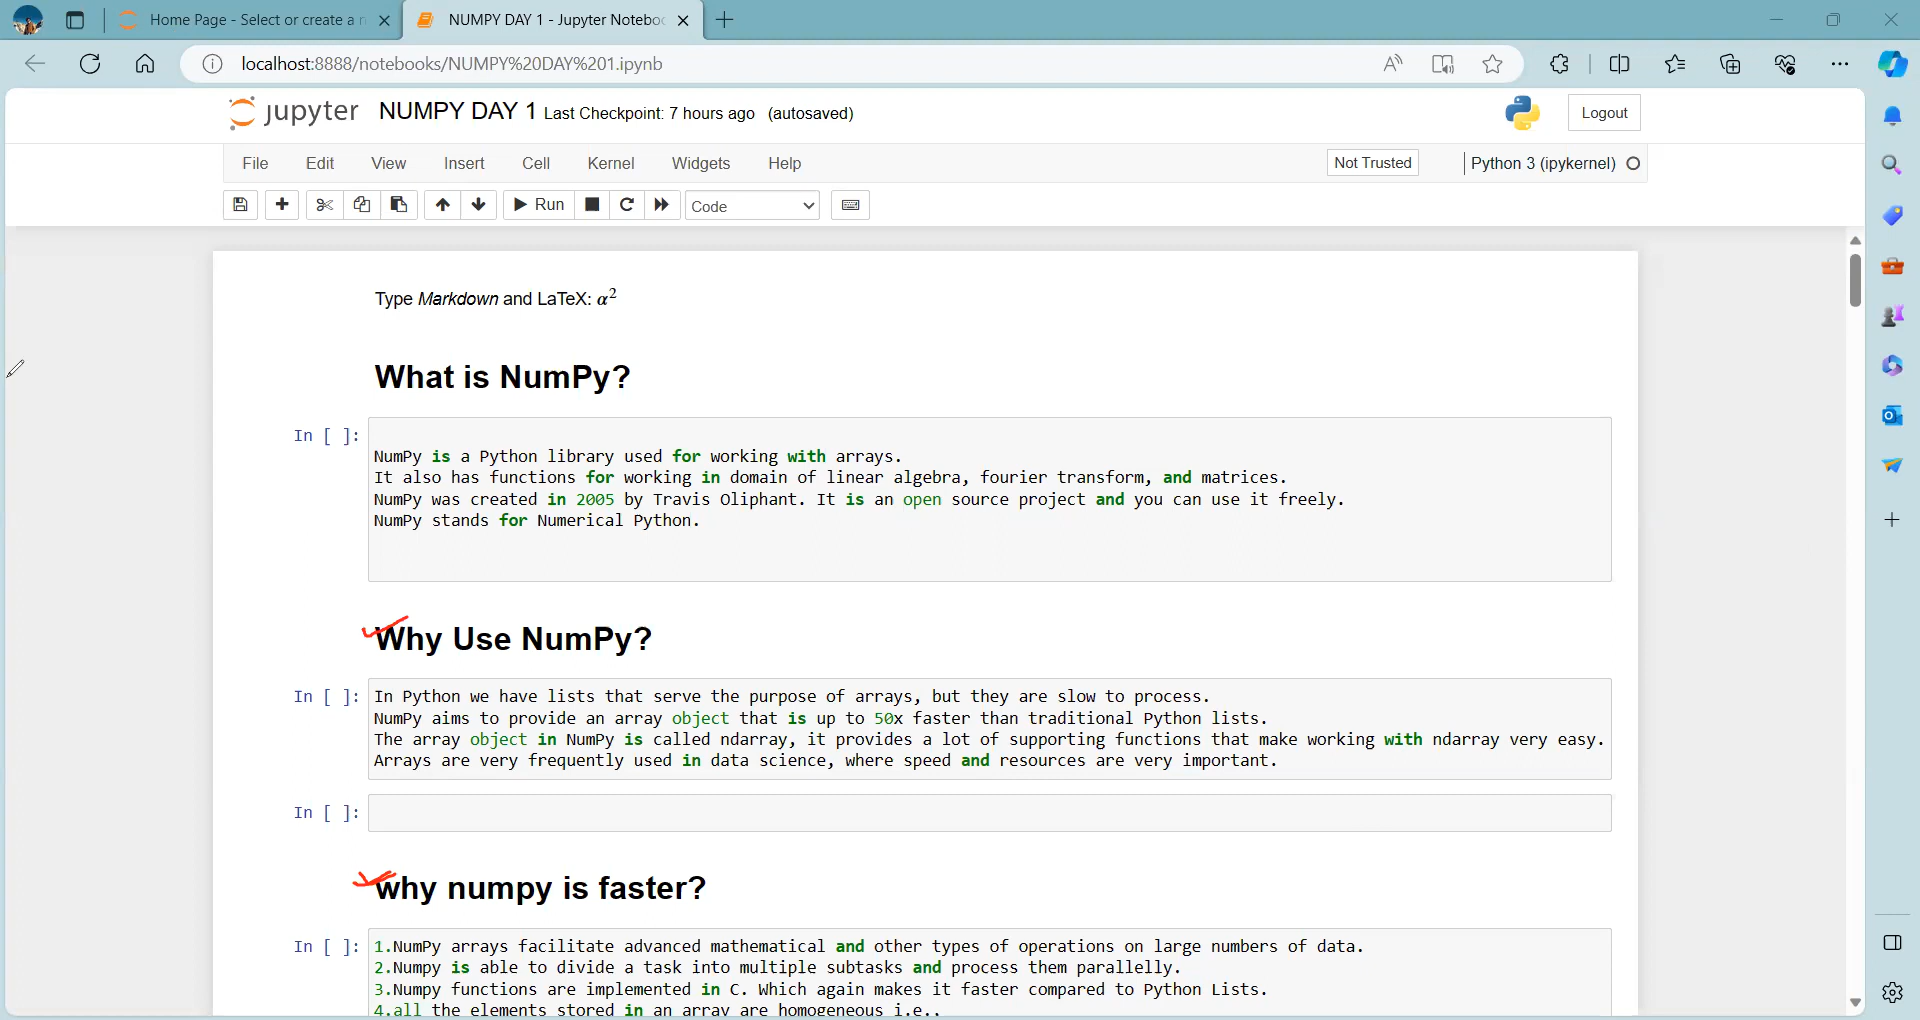 Home Page - Select or create a n
NUMPY DAY 1 - Jupyter Noteboo
localhost:8888/notebooks/NUMPY%20DAY%201.ipynb
jupyter NUMPY DAY 1 Last Checkpoint: 7 hours ago (autosaved)
Logout
File Edit View Insert Cell Kernel Widgets Help
Not Trusted
Python 3 (ipykernel)
Run
Code
Type Markdown and LaTeX: α²
What is NumPy?
In [ ]:
NumPy is a Python library used for working with arrays.
It also has functions for working in domain of linear algebra, fourier transform, and matrices.
NumPy was created in 2005 by Travis Oliphant. It is an open source project and you can use it freely.
NumPy stands for Numerical Python.
Why Use NumPy?
In [ ]: In Python we have lists that serve the purpose of arrays, but they are slow to process.
NumPy aims to provide an array object that is up to 50x faster than traditional Python lists.
The array object in NumPy is called ndarray, it provides a lot of supporting functions that make working with ndarray very easy.
Arrays are very frequently used in data science, where speed and resources are very important.
In [ ]:
why numpy is faster?
In [ ]: 1.NumPy arrays facilitate advanced mathematical and other types of operations on large numbers of data.
2.Numpy is able to divide a task into multiple subtasks and process them parallelly.
3.Numpy functions are implemented in C. Which again makes it faster compared to Python Lists.
4.all the elements stored in an array are homogeneous i.e.,